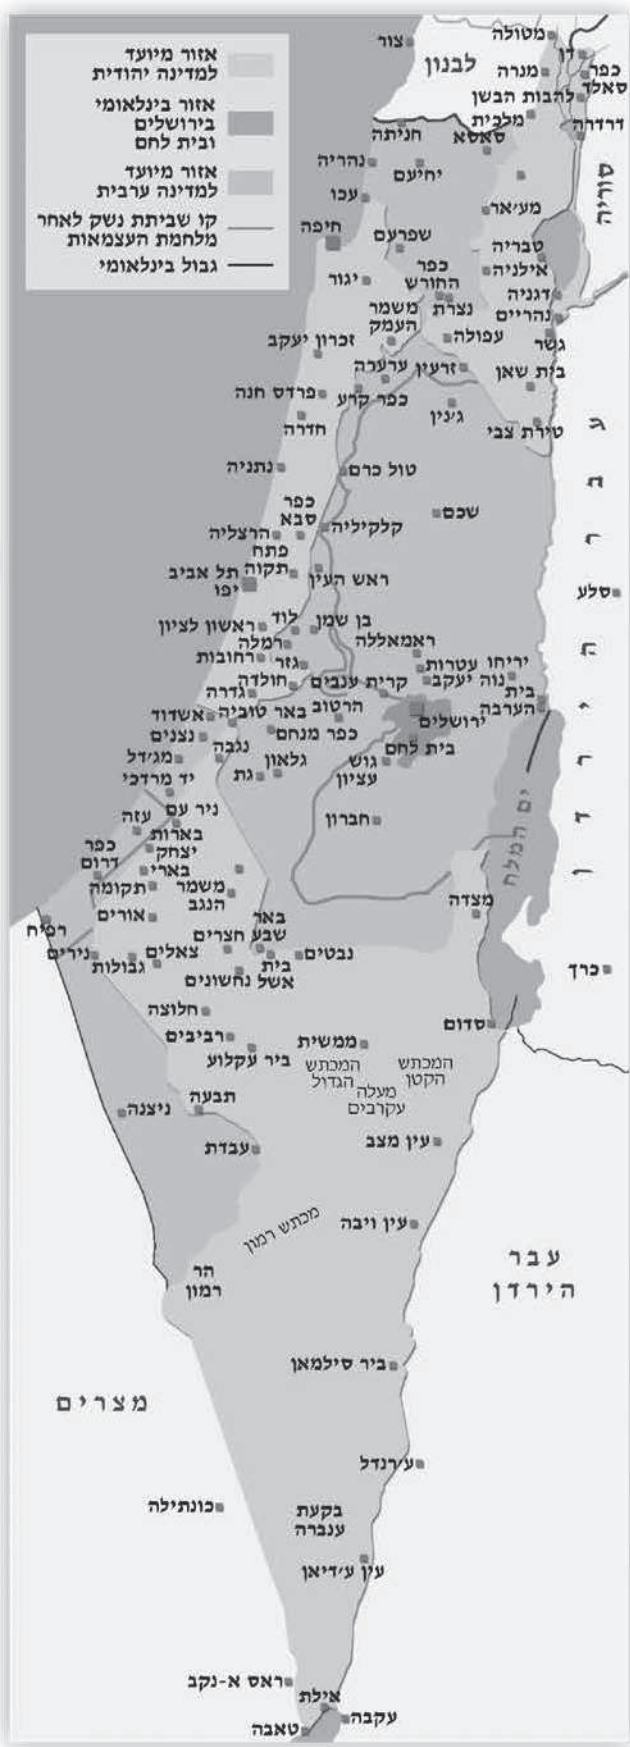 אזור מיועד
למדינה יהודית
אזור בינלאומי
בירושלים
ובית לחם
אזור מיועד
למדינה ערבית
קו שביתת נשק לאחר
מלחמת העצמאות
גבול בינלאומי
צור
מטולה
לבנון
דן
מנרה
כפר
סאלד
להבות הבשן
מלכית
דרדרה
חניתה
סאסא
סוריה
נהריה
יחיעם
עכו
מע׳אר
חיפה
שפרעם
טבריה
אילניה
כפר
החורש
יגור
דגניה
נצרת
נהריים
משמר
העמק
גשר
עפולה
זכרון יעקב
ערערה
זרעין
בית שאן
פרדס חנה
כפר קרע
ג׳נין
חדרה
טירת צבי
נתניה
טול כרם
שכם
כפר
סבא
הרצליה
קלקיליה
פתח
תקוה
תל אביב
יפו
ראש העין
סלע
עבר הירדן
ראשון לציון
לוד
בן שמן
רמלה
רמאאללה
רחובות
גזר
עטרות
יריחו
נוה יעקב
חולדה
קרית ענבים
גדרה
בית
הערבה
אשדוד
באר טוביה
הרטוב
ירושלים
ניצנים
כפר מנחם
בית לחם
מג׳דל
נגבה
גלאון
גת
גוש
עציון
יד מרדכי
ים המלח
ניר עם
עזה
חברון
בארות
יצחק
כפר
דרום
בארי
תקומה
משמר
הנגב
מצדה
אורים
רפיח
באר
שבע
חצרים
נירים
גבולות
צאלים
נבטים
בית
אשל
נחשונים
כרך
חלוצה
סדום
רביבים
ביר עקלוע
ממשית
המכתש
הגדול
המכתש
הקטן
מעלה
עקרבים
תבעה
ניצנה
עבדת
עין מצב
מכתש רמון
עין ויבה
עבר
הירדן
הר
רמון
ביר סילמאן
מצרים
ע׳רנדל
כונתילה
בקעת
ענברה
עין ע׳דיאן
ראס א-נקב
אילת
עקבה
טאבה